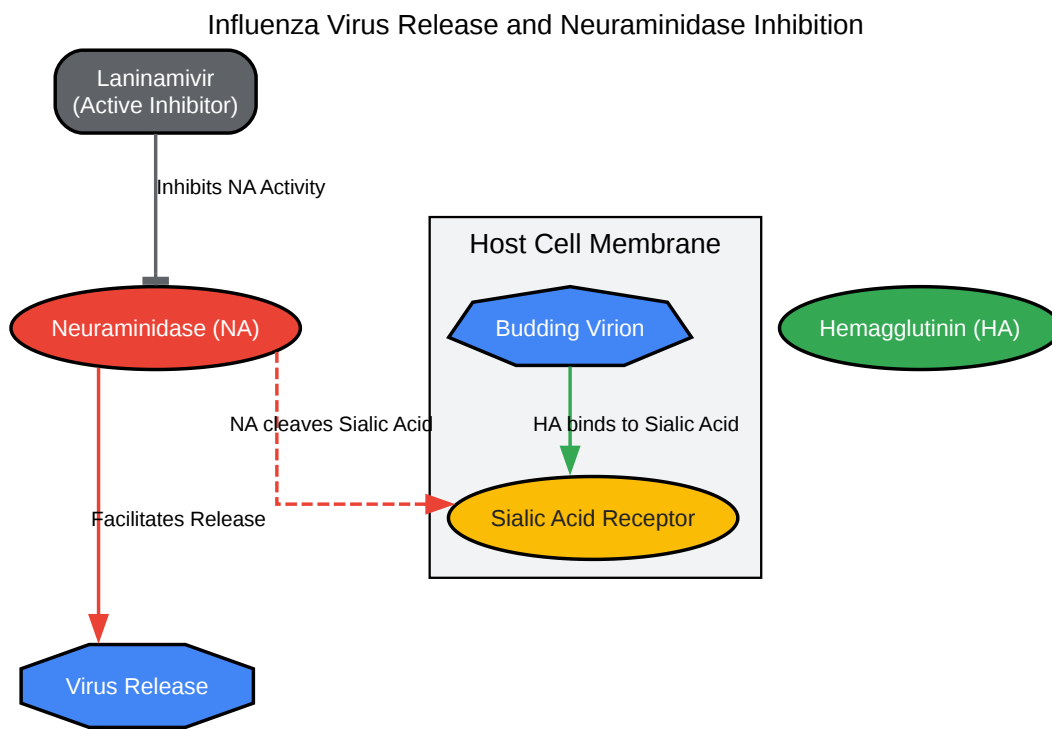 Influenza Virus Release and Neuraminidase Inhibition
Laninamivir
(Active Inhibitor)
Inhibits NA Activity
Host Cell Membrane
Neuraminidase (NA)
Budding Virion
Hemagglutinin (HA)
NA cleaves Sialic Acid
HA binds to Sialic Acid
Facilitates Release
Sialic Acid Receptor
Virus Release